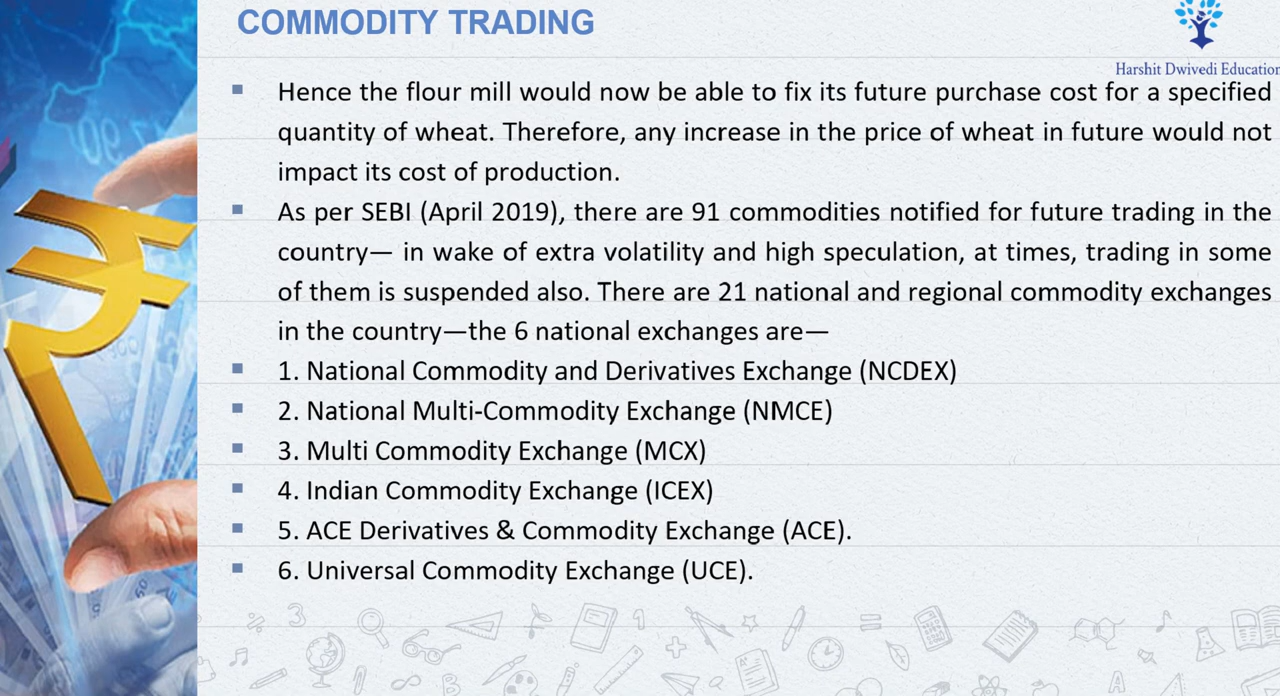 COMMODITY TRADING
Harshit Dwivedi Education
Hence the flour mill would now be able to fix its future purchase cost for a specified
quantity of wheat. Therefore, any increase in the price of wheat in future would not
impact its cost of production.
As per SEBI (April 2019), there are 91 commodities notified for future trading in the
country— in wake of extra volatility and high speculation, at times, trading in some
of them is suspended also. There are 21 national and regional commodity exchanges
in the country—the 6 national exchanges are—
1. National Commodity and Derivatives Exchange (NCDEX)
2. National Multi-Commodity Exchange (NMCE)
3. Multi Commodity Exchange (MCX)
4. Indian Commodity Exchange (ICEX)
5. ACE Derivatives & Commodity Exchange (ACE).
6. Universal Commodity Exchange (UCE).